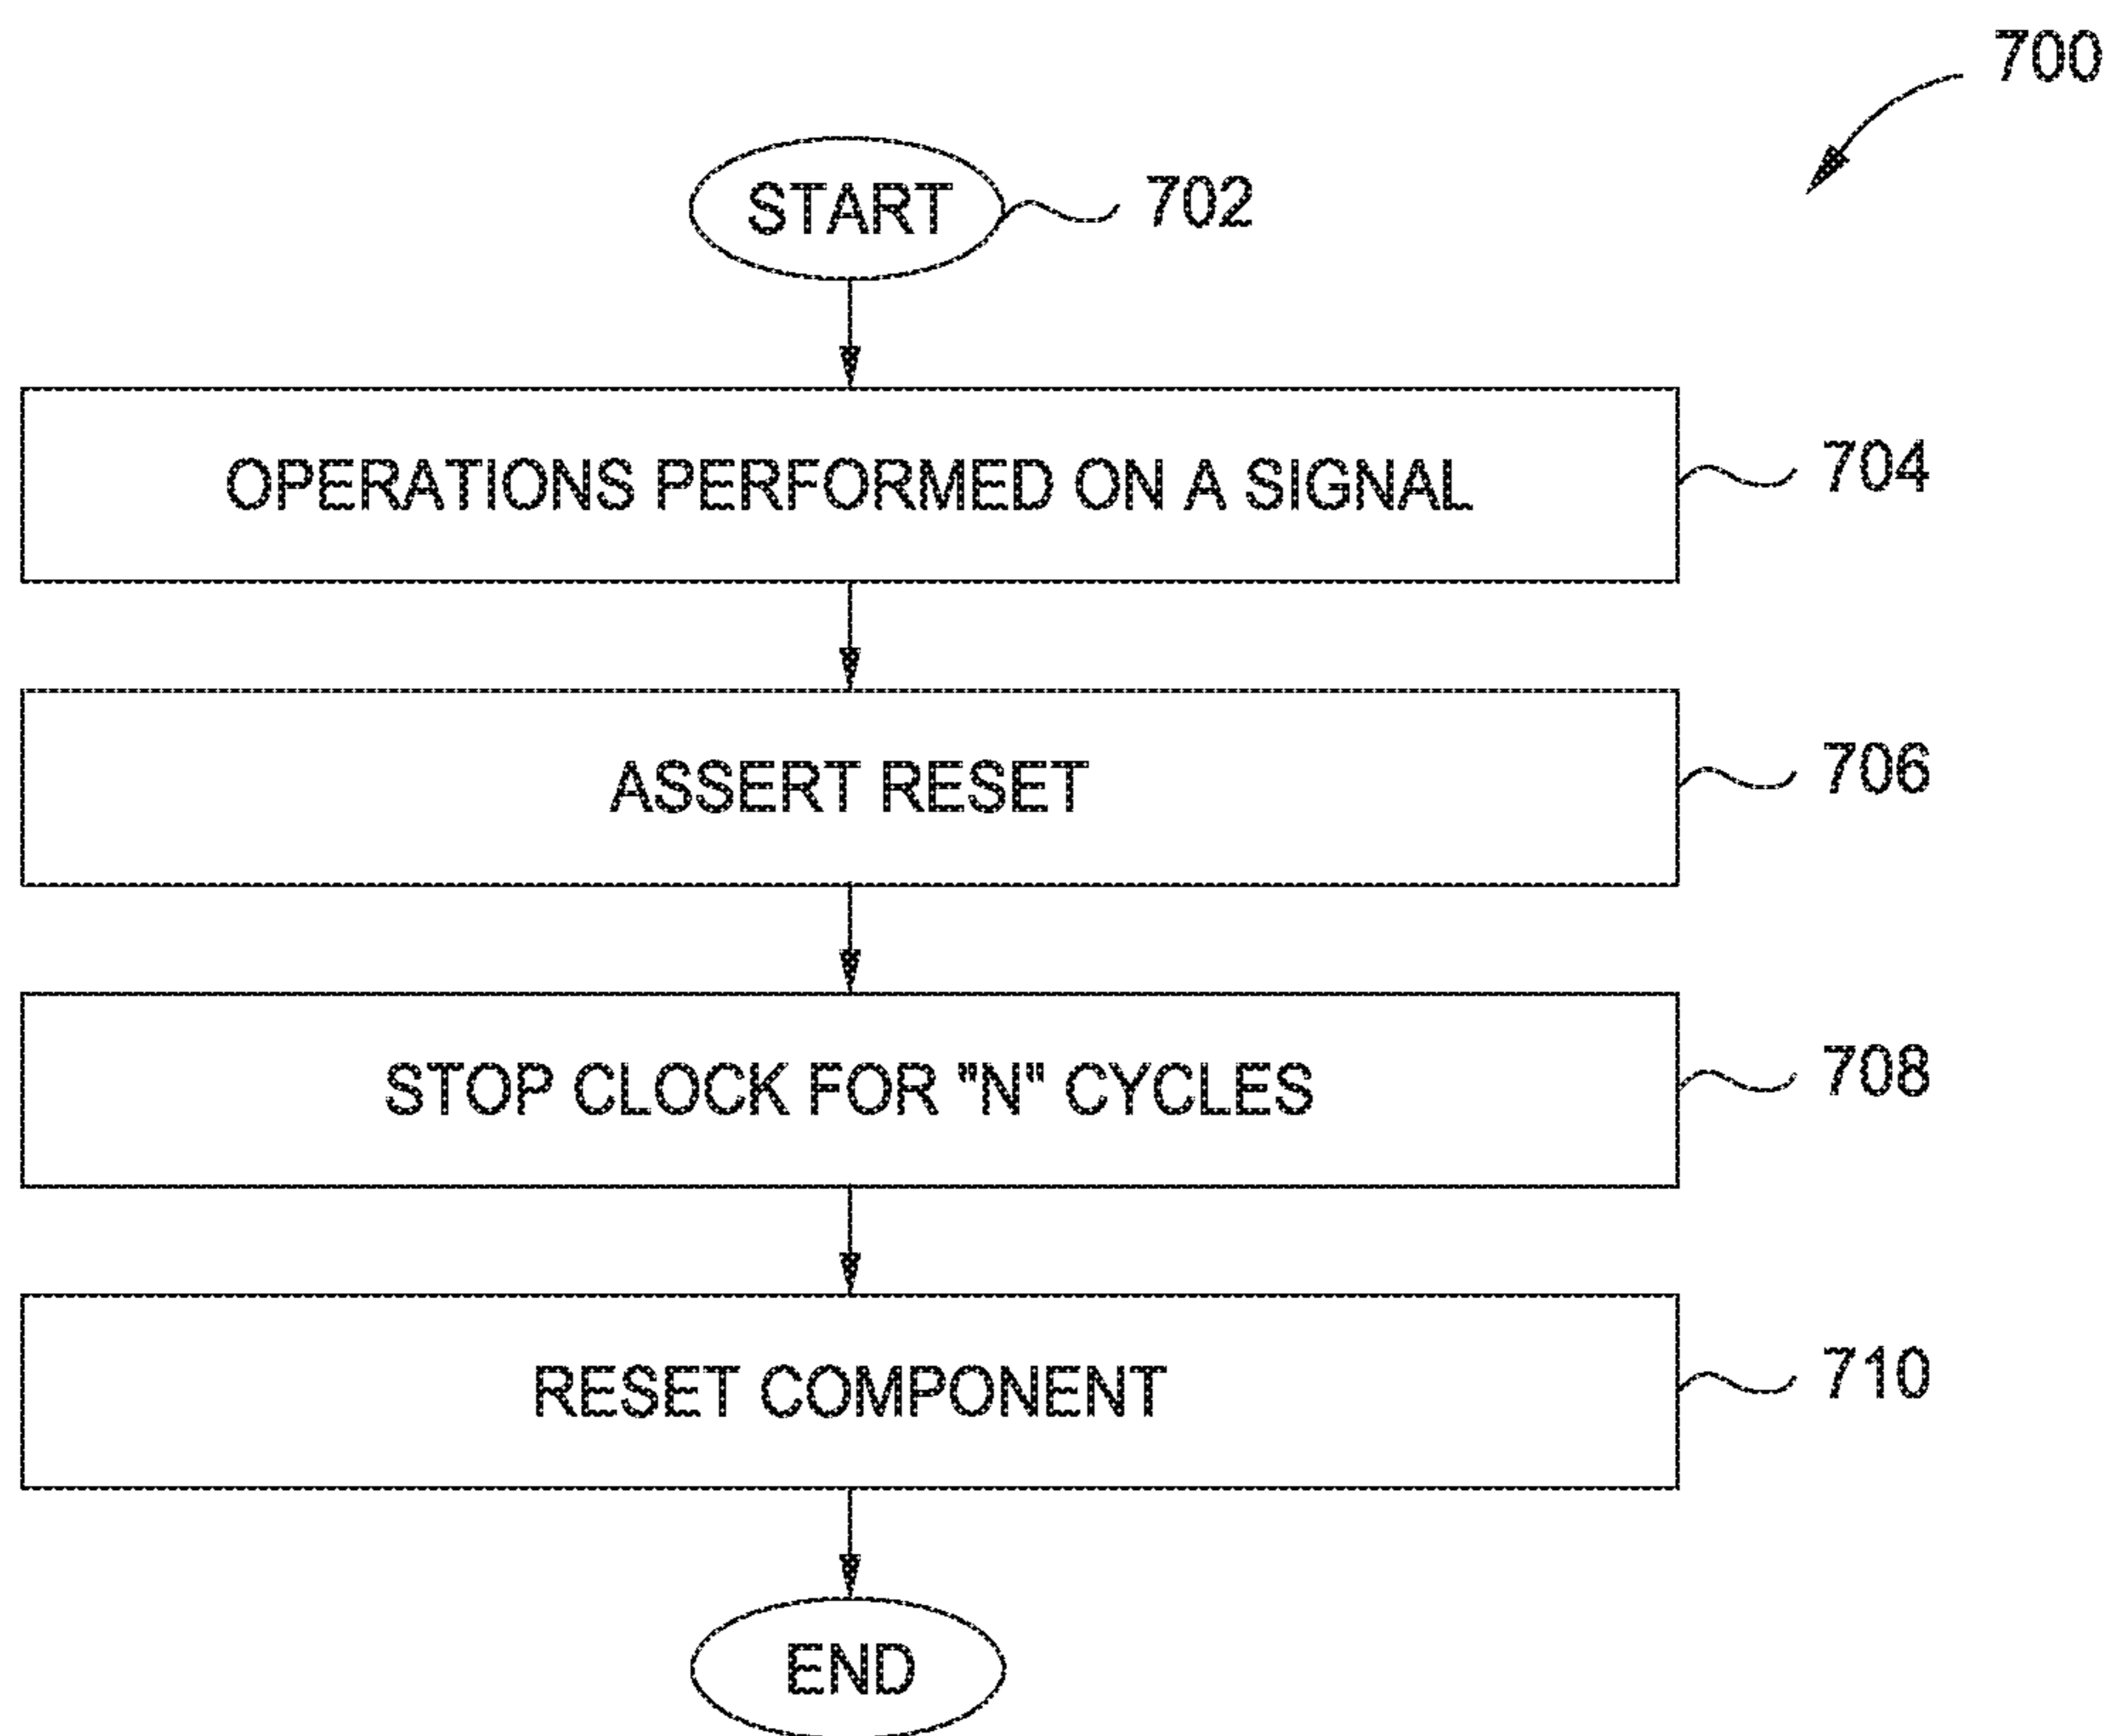 700
START
702
OPERATIONS PERFORMED ON A SIGNAL
704
ASSERT RESET
706
STOP CLOCK FOR "N" CYCLES
708
RESET COMPONENT
710
END